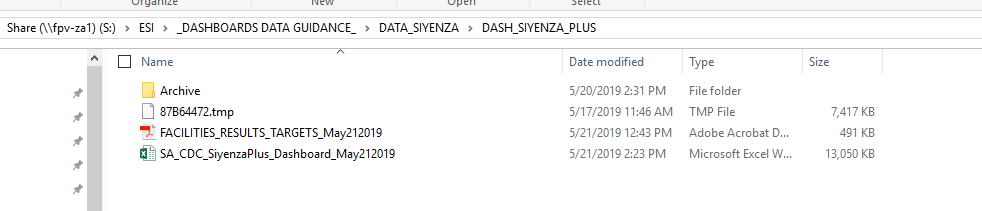 Organize New Open Select
Share (\\fpv-za1) (S:) > ESI > _DASHBOARDS DATA GUIDANCE_ > DATA_SIYENZA > DASH_SIYENZA_PLUS
Name Date modified Type Size
Archive 5/20/2019 2:31 PM File folder
87B64472.tmp 5/17/2019 11:46 AM TMP File 7,417 KB
FACILITIES_RESULTS_TARGETS_May212019 5/21/2019 12:43 PM Adobe Acrobat D... 491 KB
SA_CDC_SiyenzaPlus_Dashboard_May212019 5/21/2019 2:23 PM Microsoft Excel W... 13,050 KB